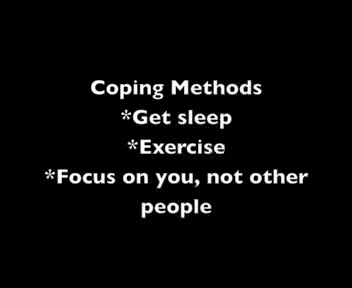 Coping Methods
*Get sleep
*Exercise
*Focus on you, not other
people